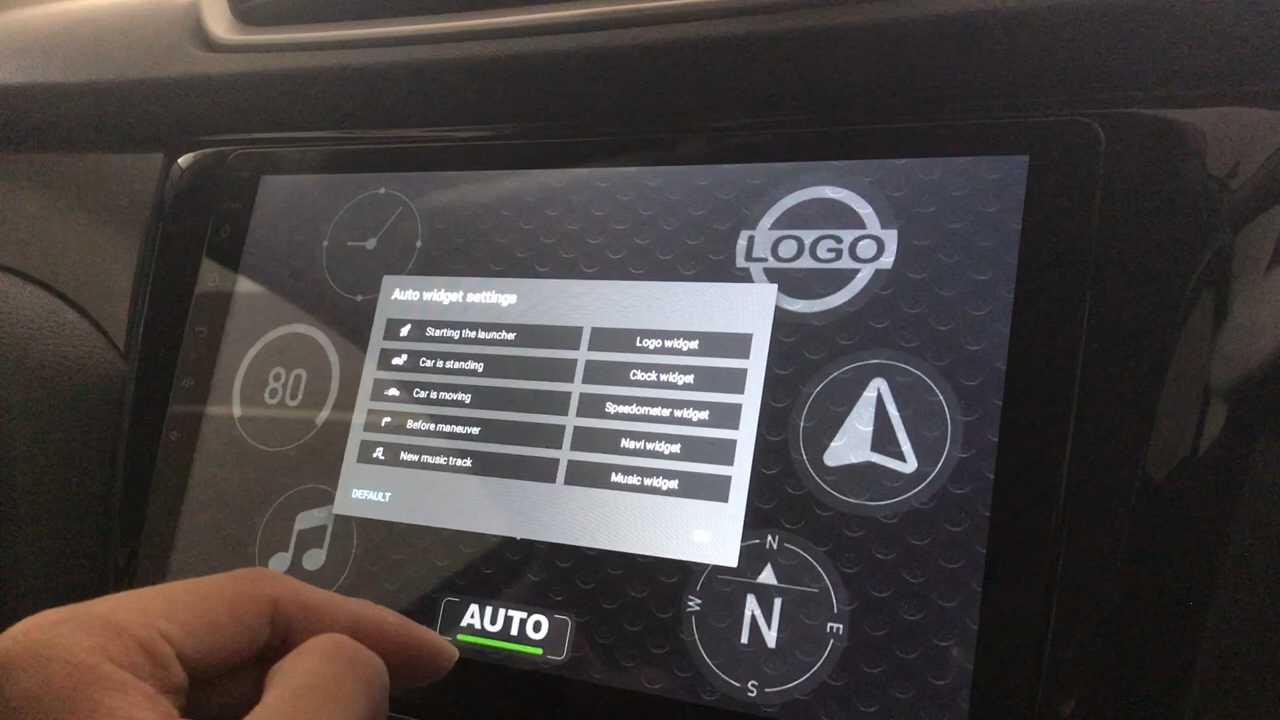 LOGO
Auto widget settings
Starting the launcher
Logo widget
Car is standing
Clock widget
Car is moving
Speedometer widget
Before maneuver
Navi widget
New music track
Music widget
DEFAULT
OK
80
AUTO
N
W
N
E
S